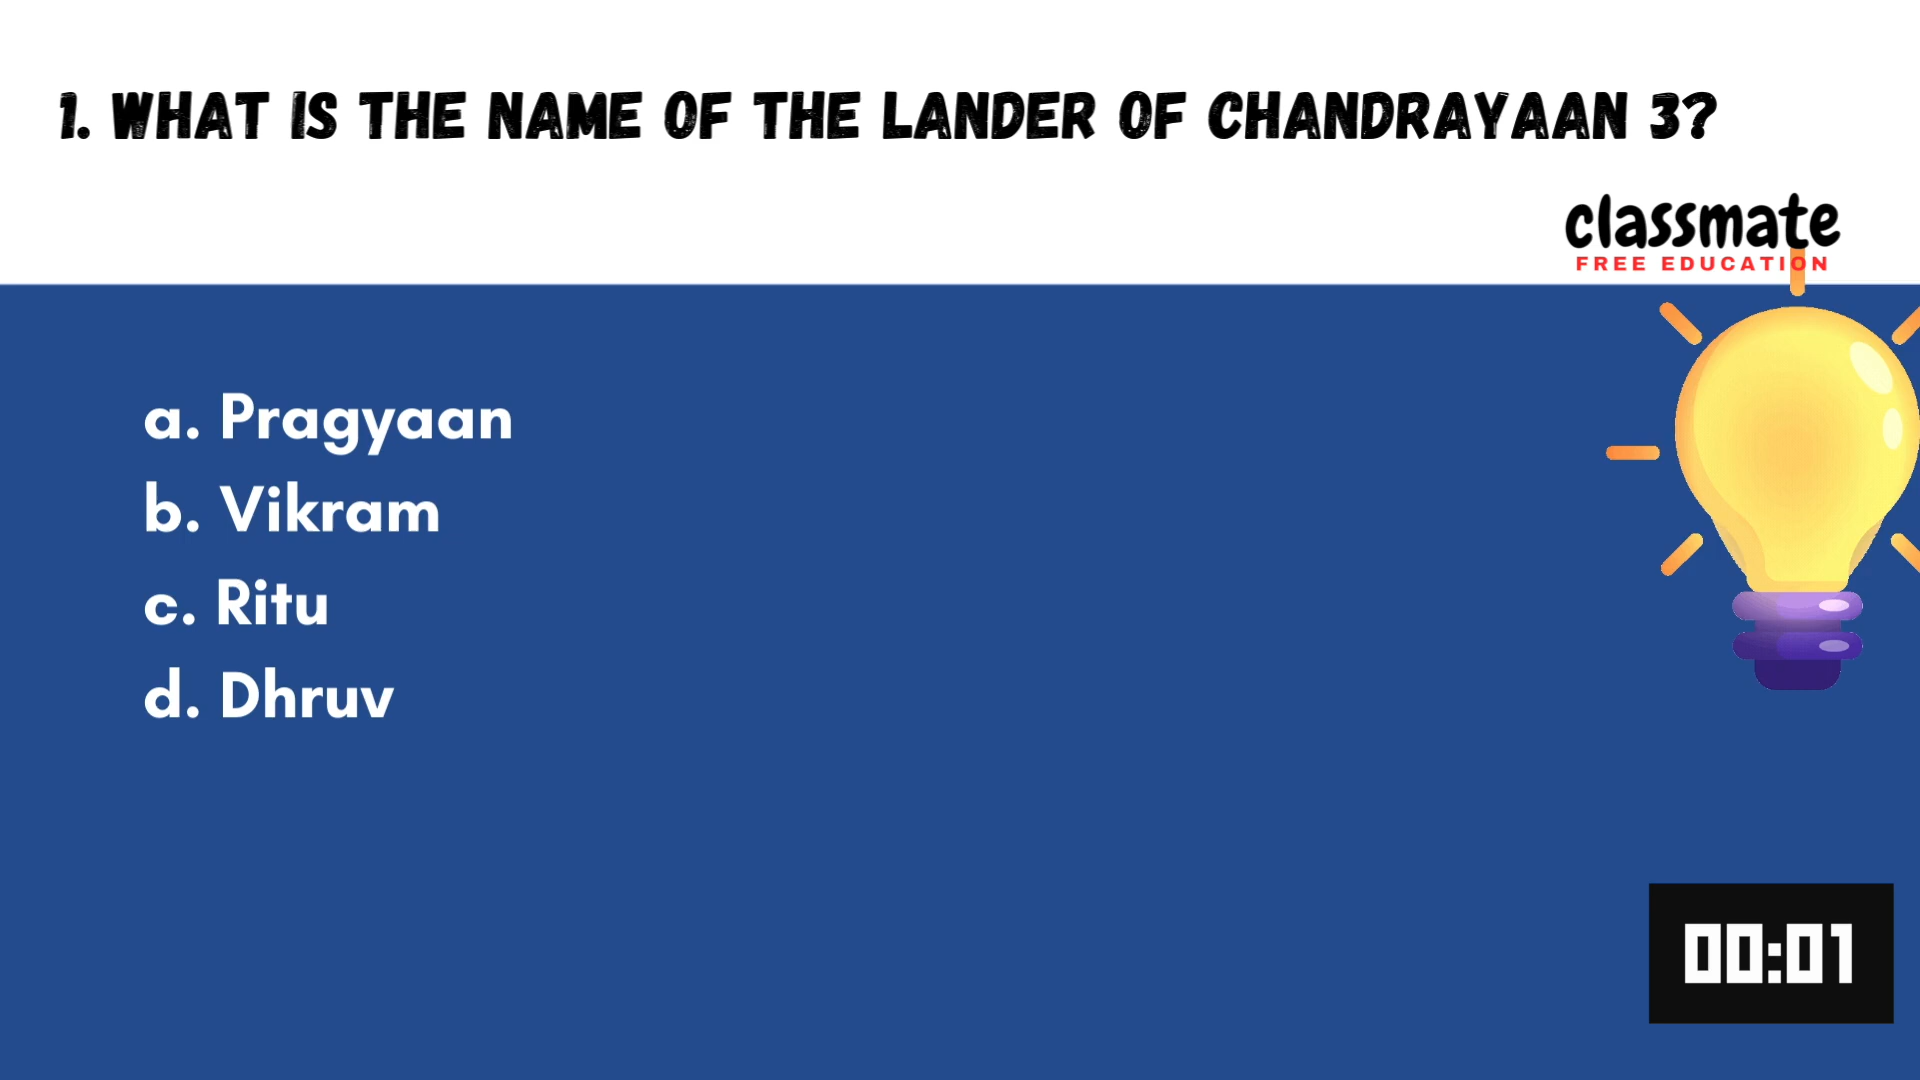 1. WHAT IS THE NAME OF THE LANDER OF CHANDRAYAAN 3?
classmate
FREE EDUCATION
a. Pragyaan
b. Vikram
c. Ritu
d. Dhruv
00:01